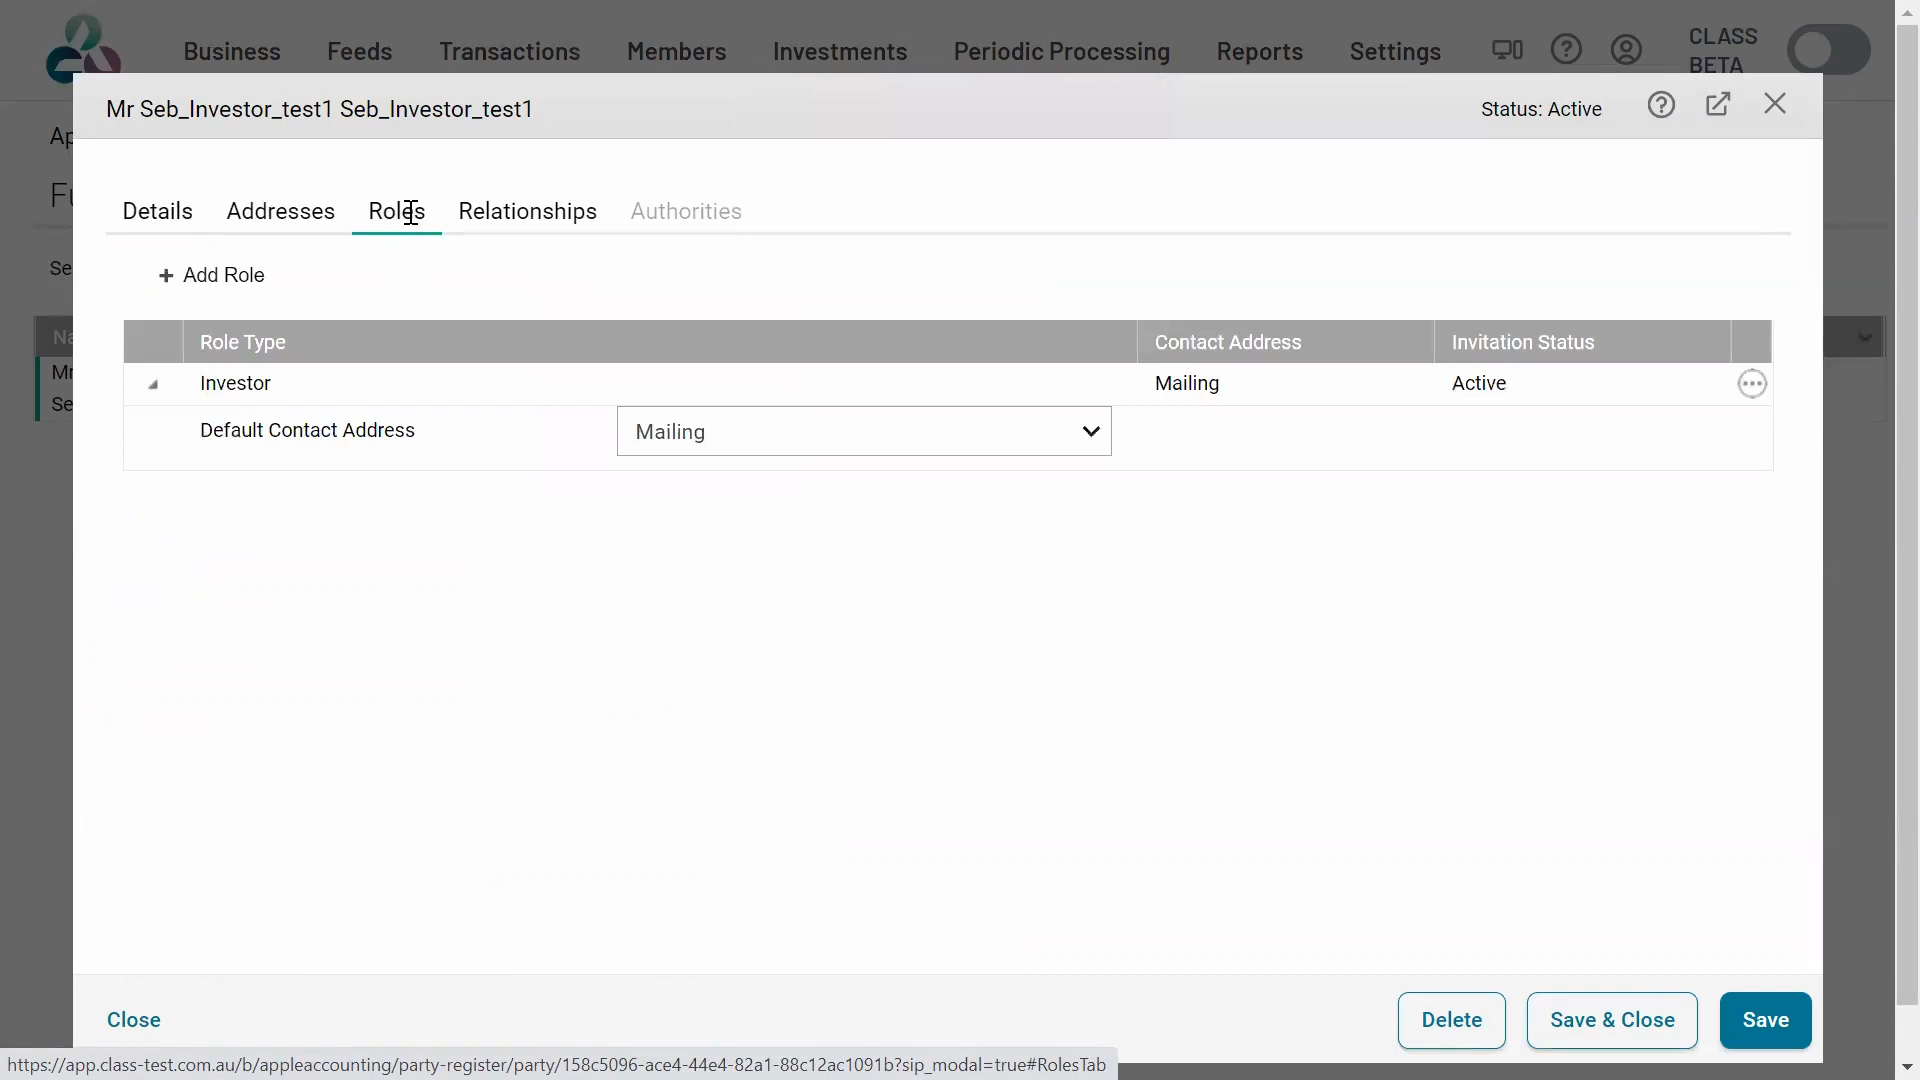 Business Feeds Transactions Members Investments Periodic Processing Reports Settings CLASS BETA
Mr Seb_Investor_test1 Seb_Investor_test1 Status: Active
Details Addresses Roles Relationships Authorities
+ Add Role
Role Type Contact Address Invitation Status
Investor Mailing Active
Default Contact Address Mailing
Close Delete Save & Close Save
https://app.class-test.com.au/b/appleaccounting/party-register/party/158c5096-ace4-44e4-82a1-88c12ac1091b?sip_modal=true#RolesTab